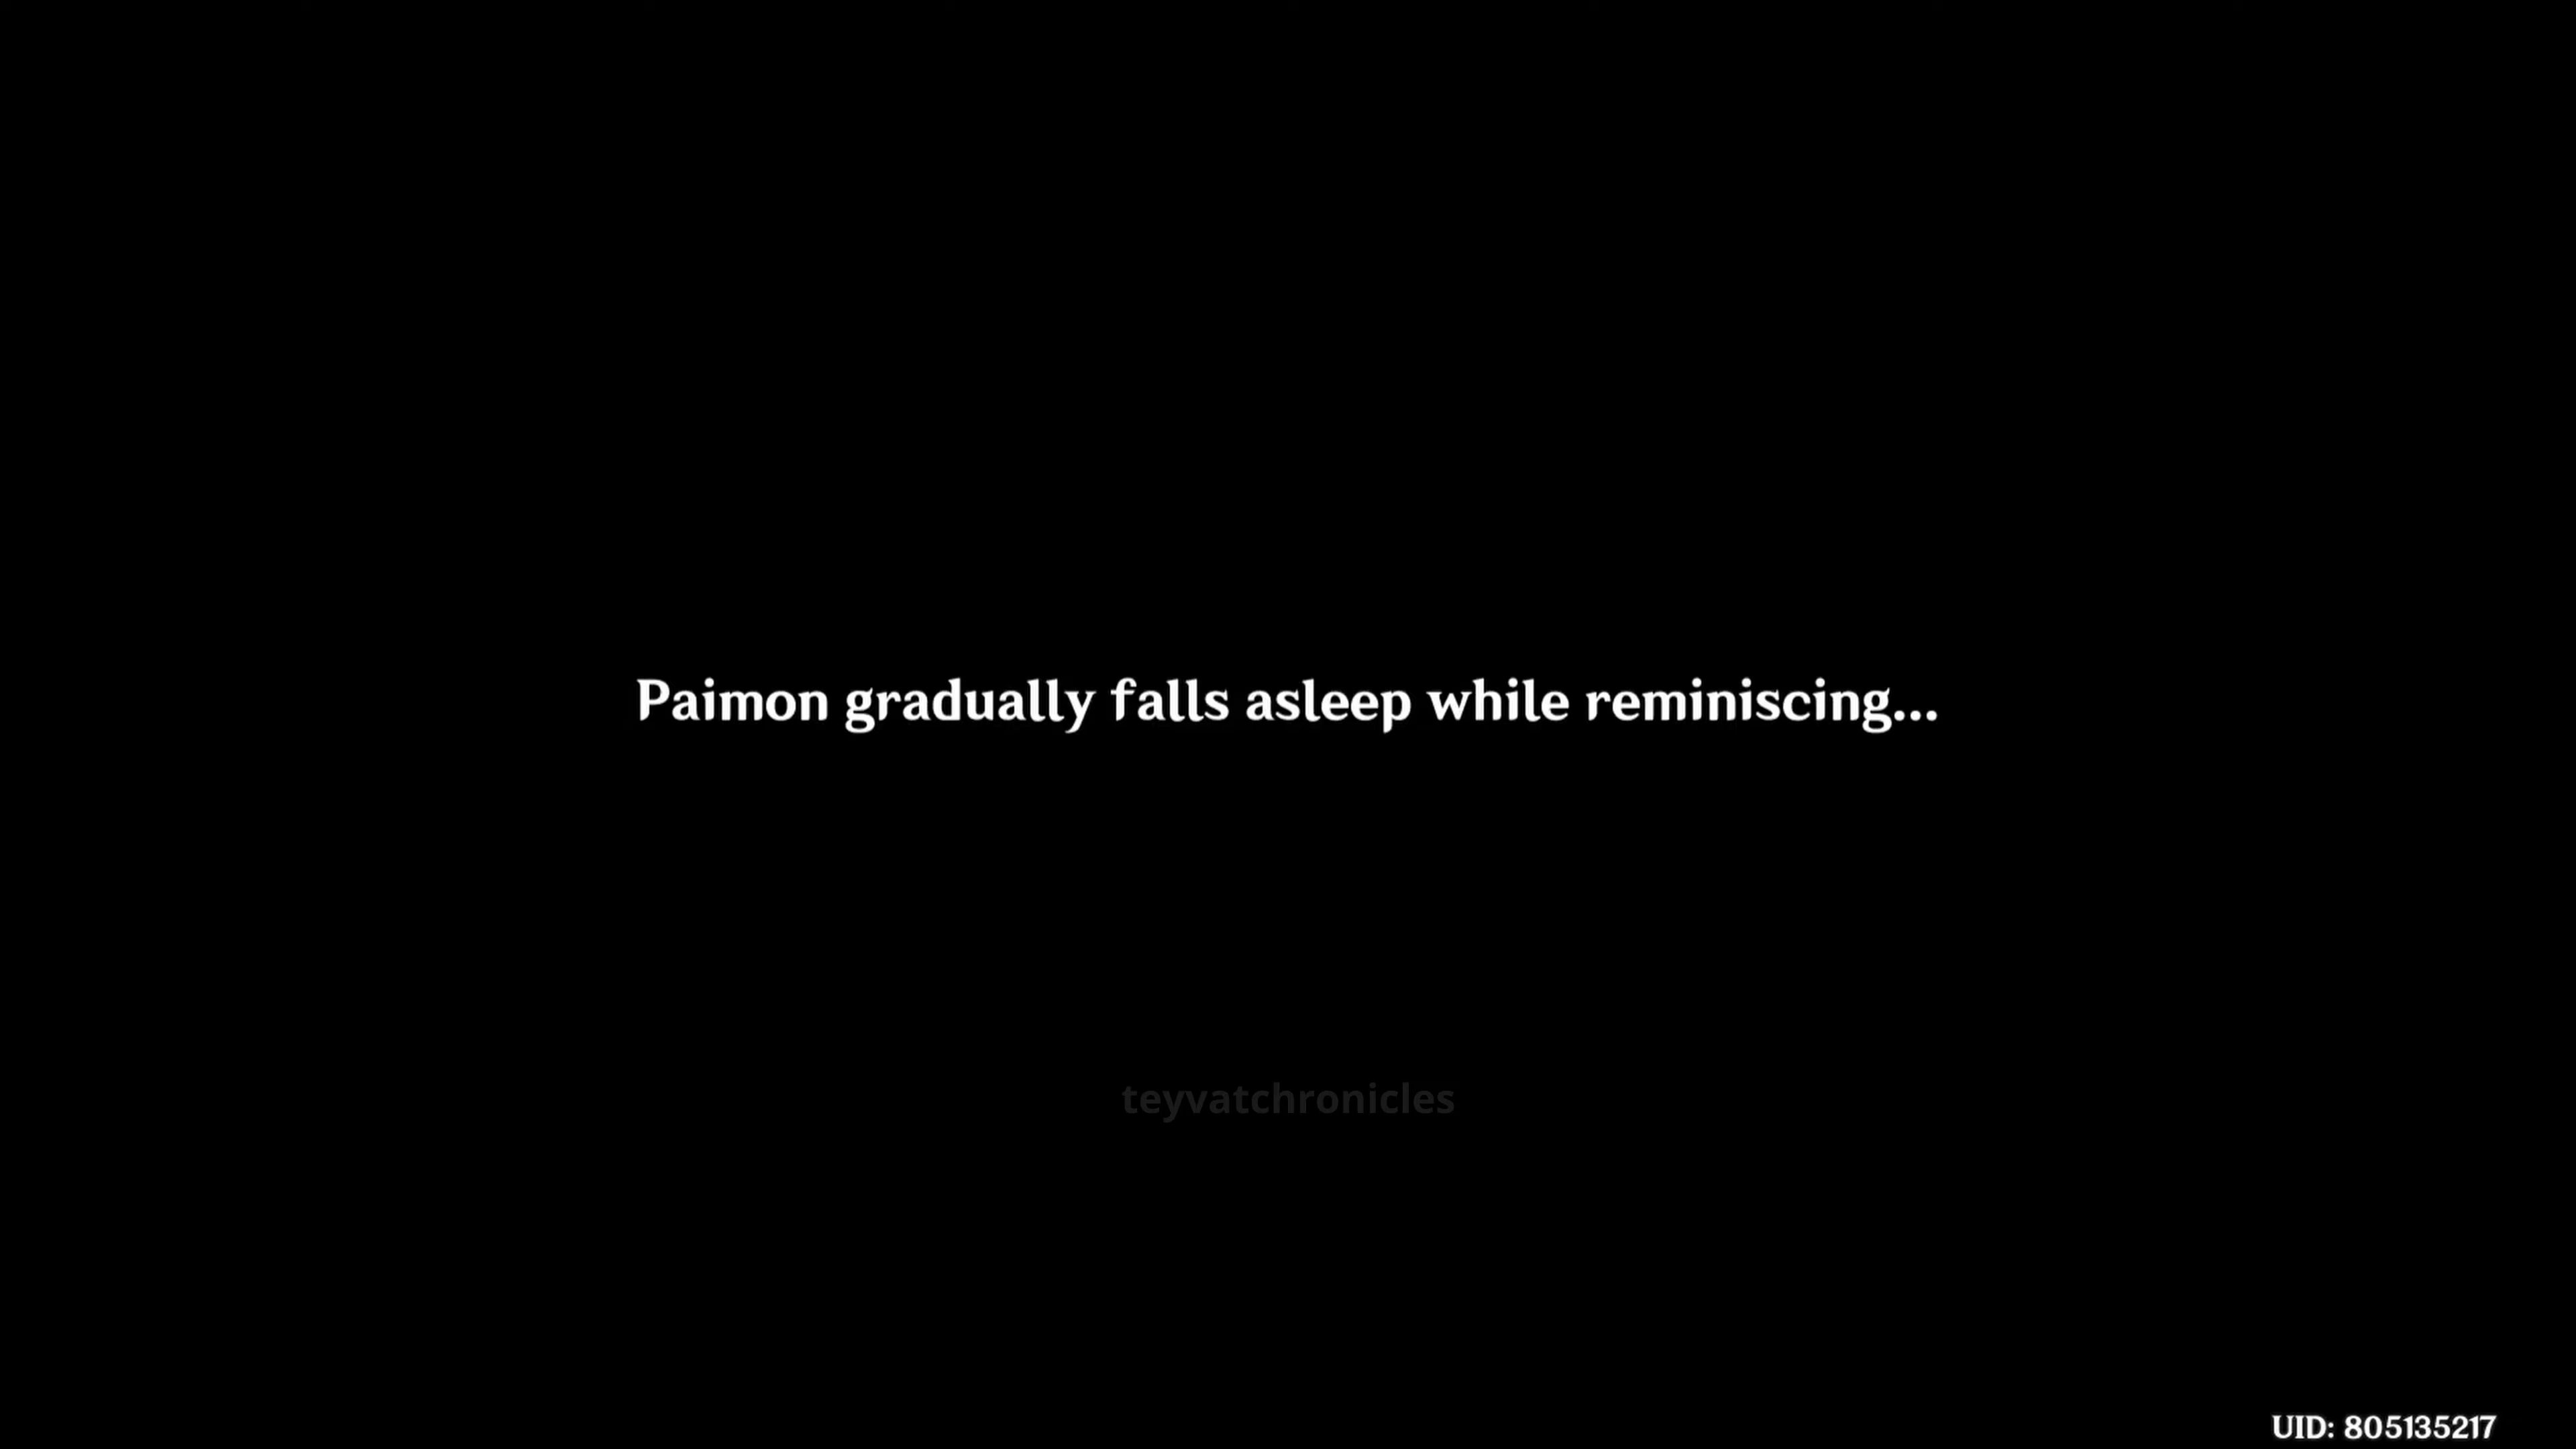 Paimon gradually falls asleep while reminiscing...
teyvatchronicles
UID: 805135217